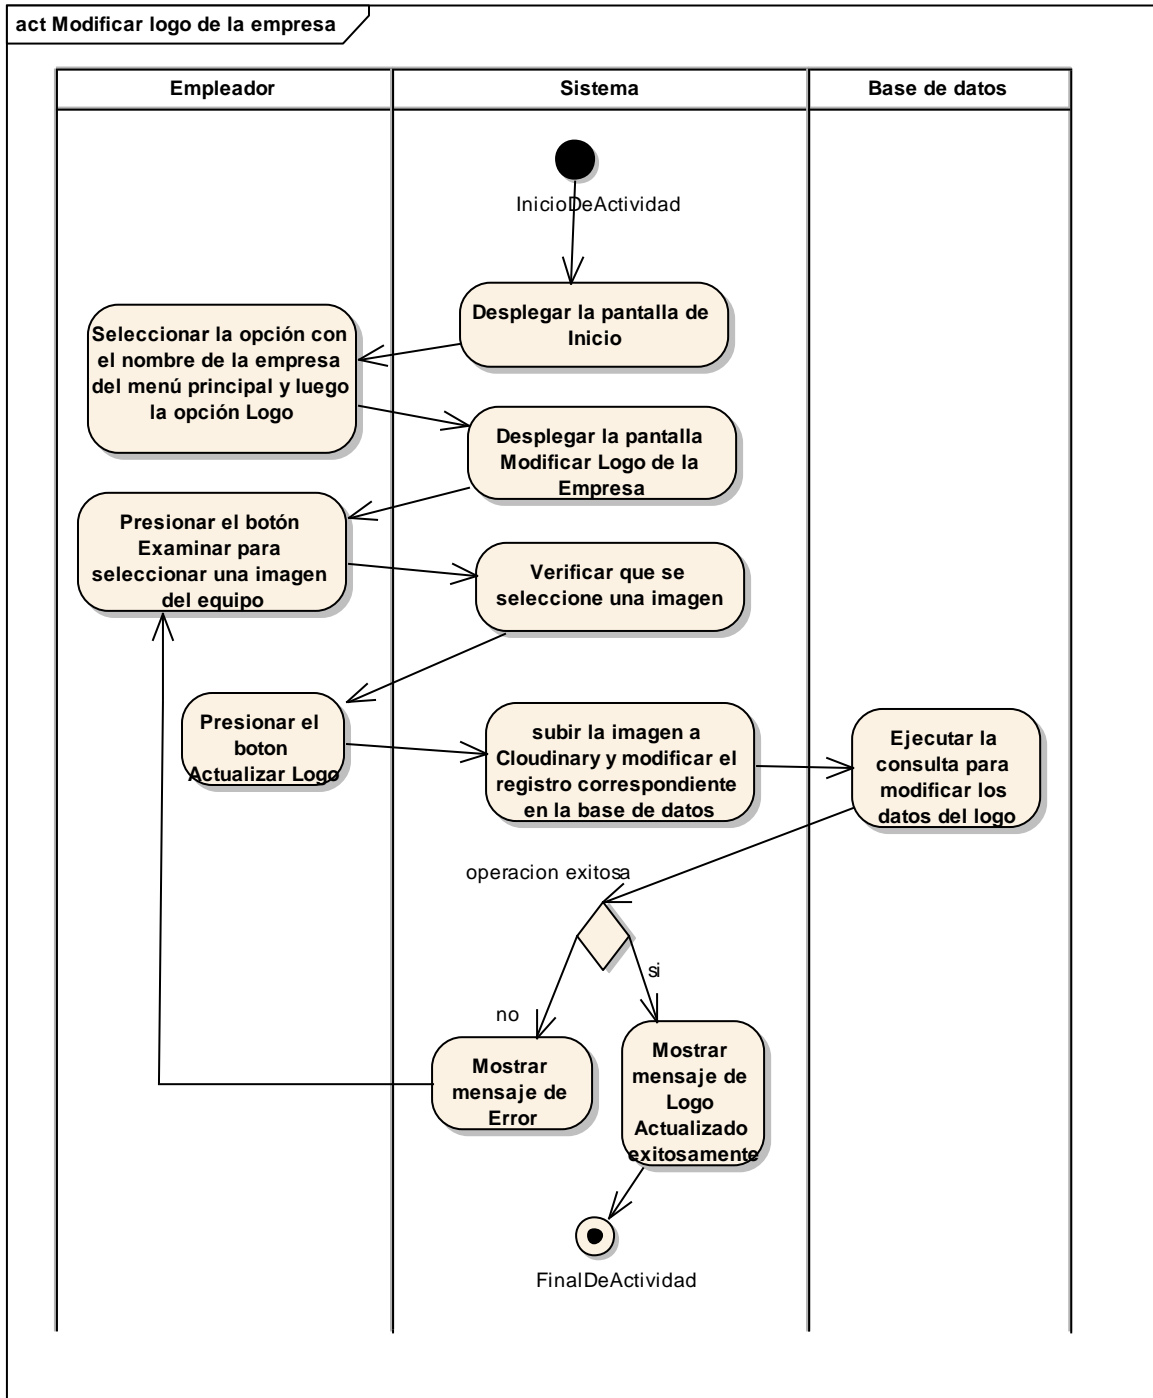 act Modificar logo de la empresa
Empleador
Sistema
Base de datos
InicioDeActividad
Desplegar la pantalla de
Inicio
Seleccionar la opción con
el nombre de la empresa
del menú principal y luego
la opción Logo
Desplegar la pantalla
Modificar Logo de la
Empresa
Presionar el botón
Examinar para
seleccionar una imagen
del equipo
Verificar que se
seleccione una imagen
Presionar el
boton
Actualizar Logo
subir la imagen a
Cloudinary y modificar el
registro correspondiente
en la base de datos
Ejecutar la
consulta para
modificar los
datos del logo
operacion exitosa
si
no
Mostrar
mensaje de
Error
Mostrar
mensaje de
Logo
Actualizado
exitosamente
FinalDeActividad